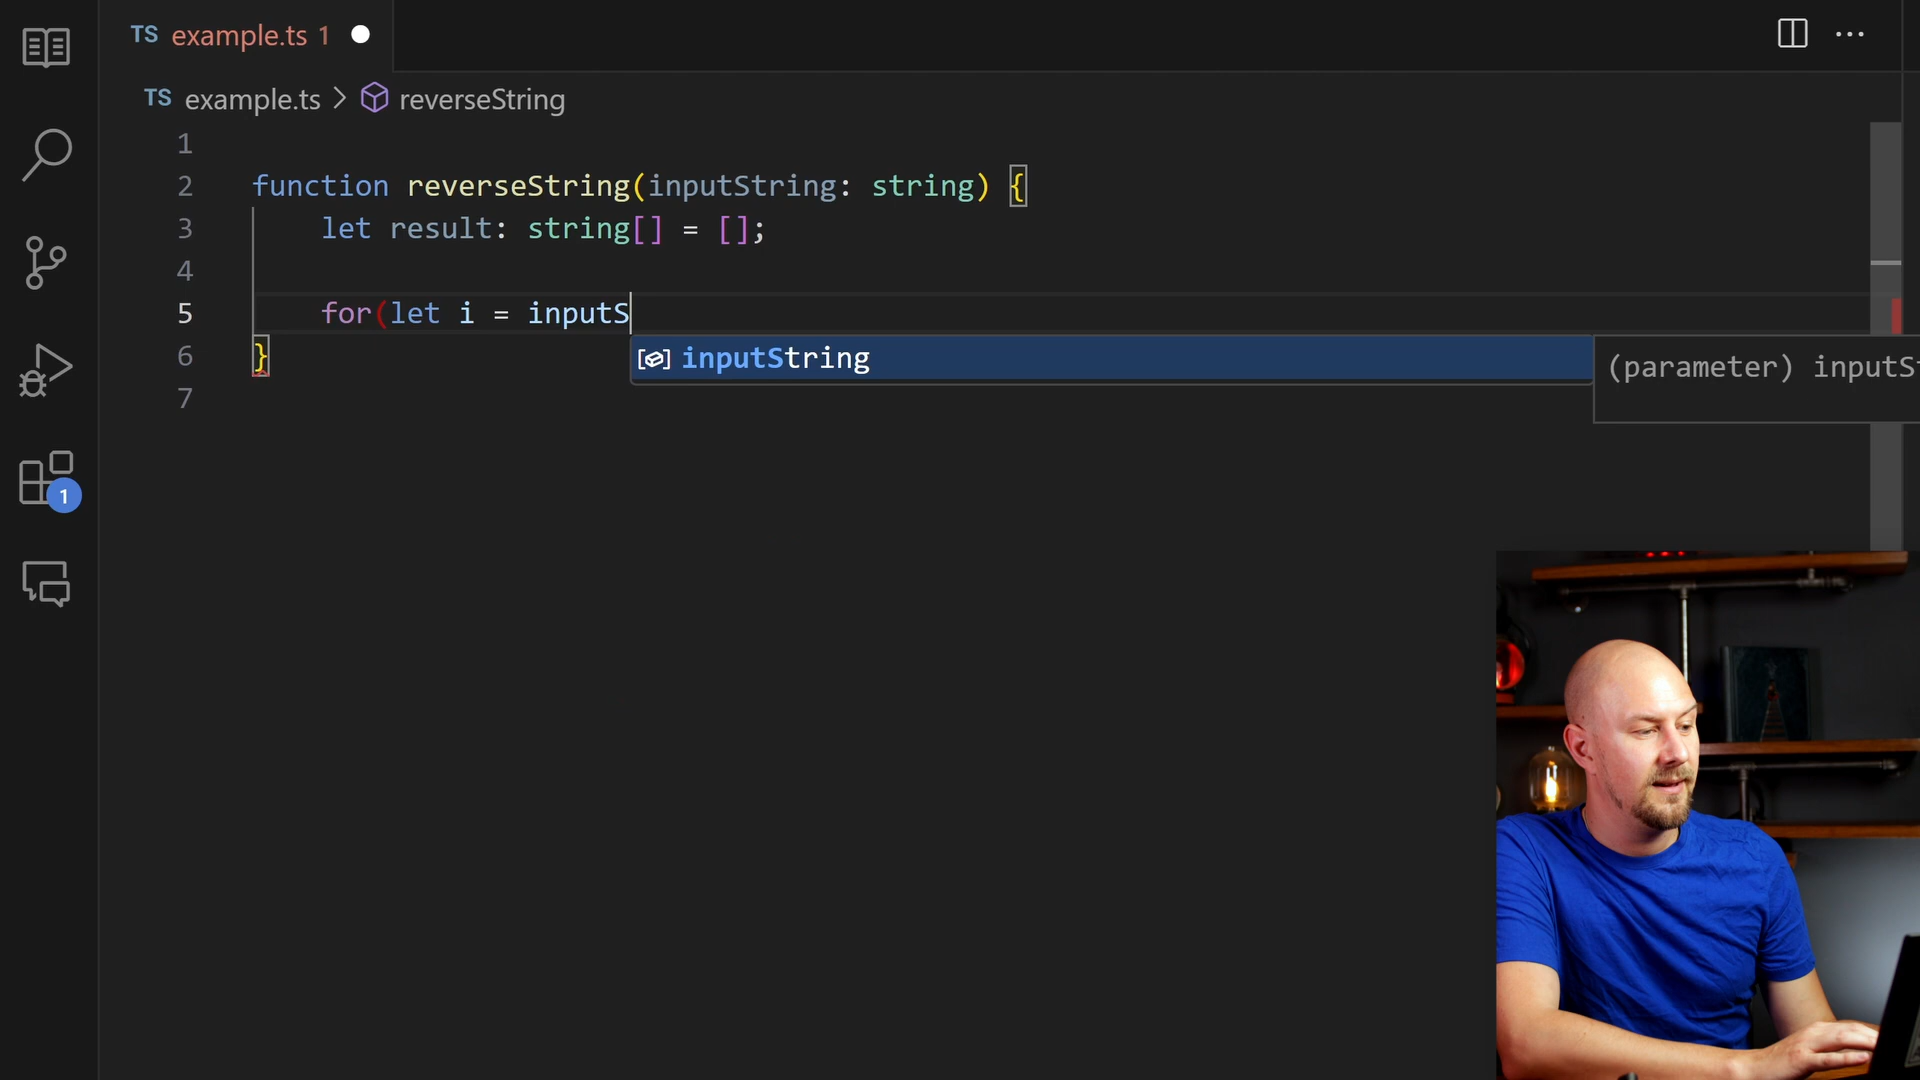 TS example.ts 1
TS example.ts > reverseString
1
2 function reverseString(inputString: string) {
3 let result: string[] = [];
4
5 for(let i = inputS
6 }
inputString
(parameter) inputSt
7
1